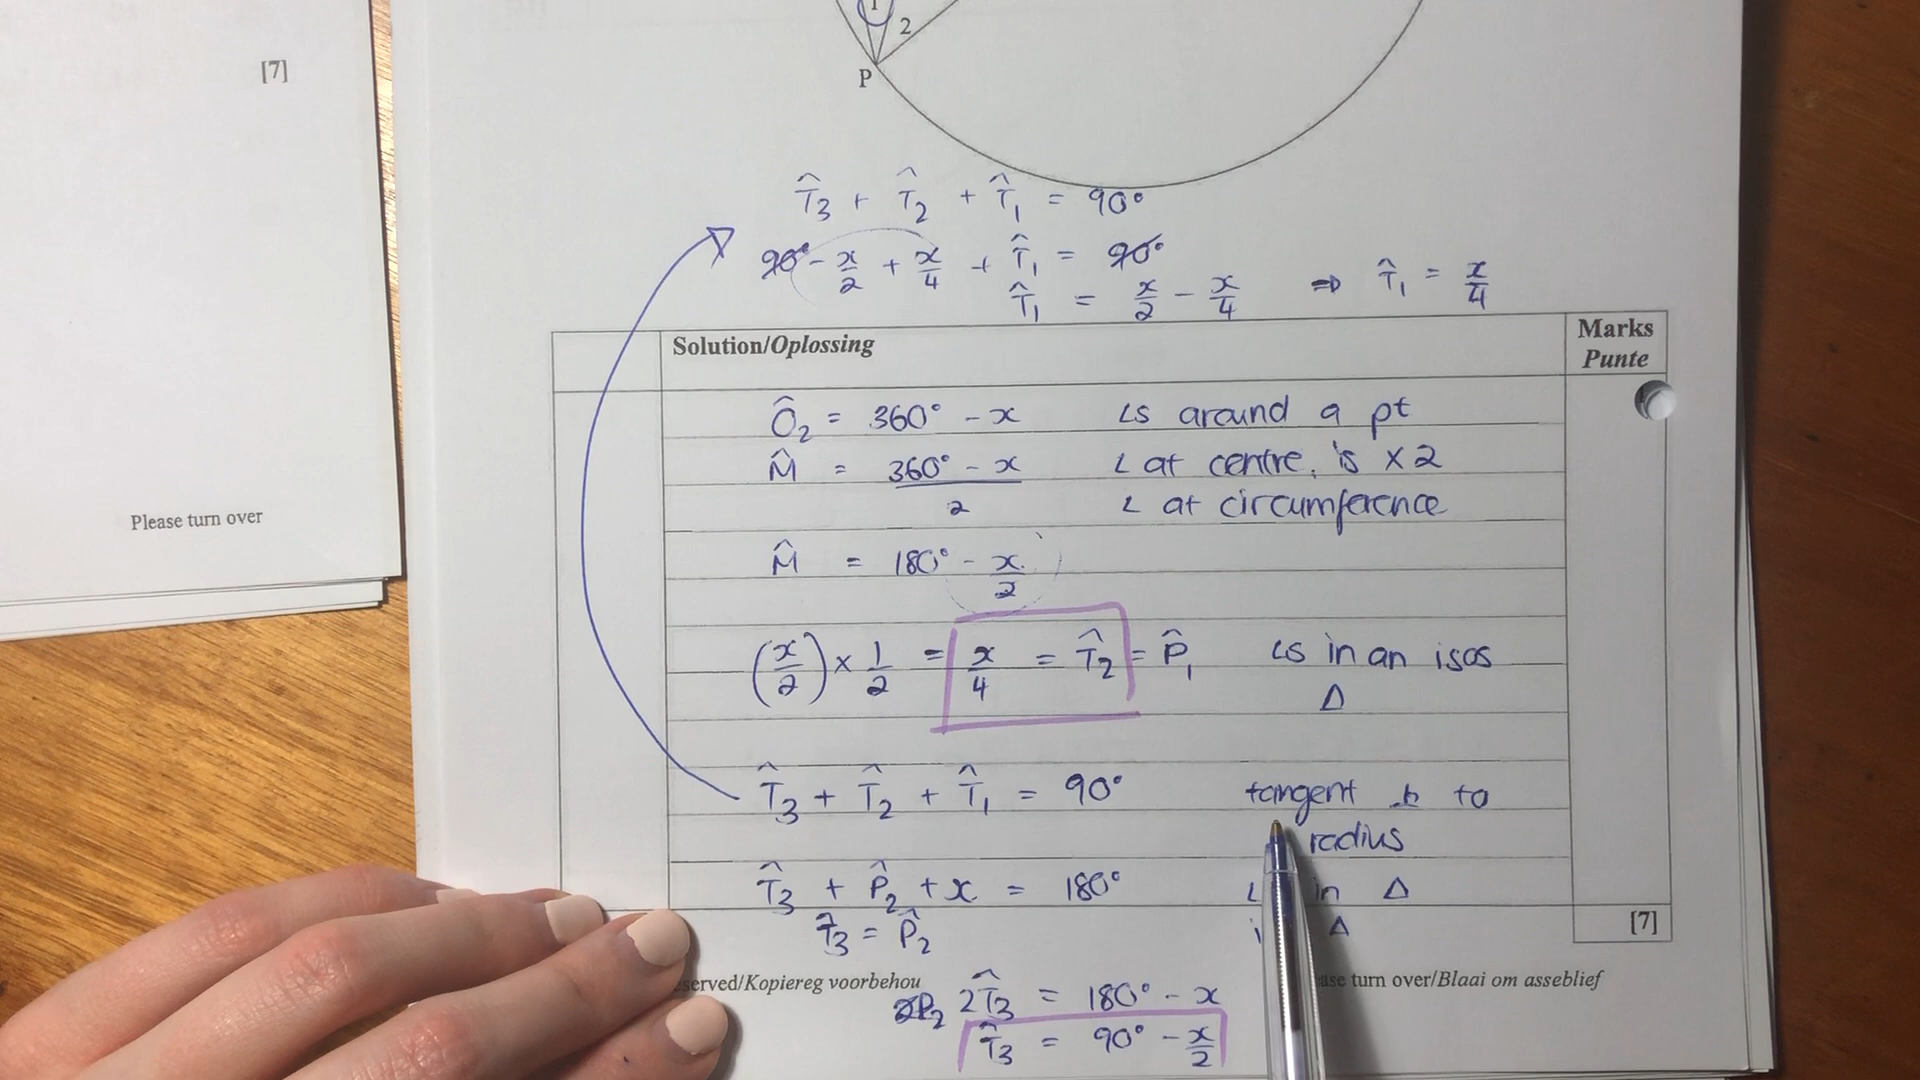 [7]
Please turn over
1
2
P
T̂₃ + T̂₂ + T̂₁ = 90°
90° - x/2 + x/4 + T̂₁ = 90°
T̂₁ = x/2 - x/4 ⇒ T̂₁ = x/4
Solution/Oplossing Marks
Punte
Ô₂ = 360° - x ∠s around a pt
M̂ = (360° - x)/2 ∠ at centre is ×2
∠ at circumference
M̂ = 180° - x/2
(x/2) × 1/2 = x/4 = T̂₂ = P̂₁ ∠s in an isos
Δ
T̂₃ + T̂₂ + T̂₁ = 90° tangent ⊥ to
radius
T̂₃ + P̂₂ + x = 180° ∠ in Δ
T̂₃ = P̂₂ Δ
[7]
/Kopiereg voorbehou turn over/Blaai om asseblief
2T̂₃ = 180° - x
T̂₃ = 90° - x/2